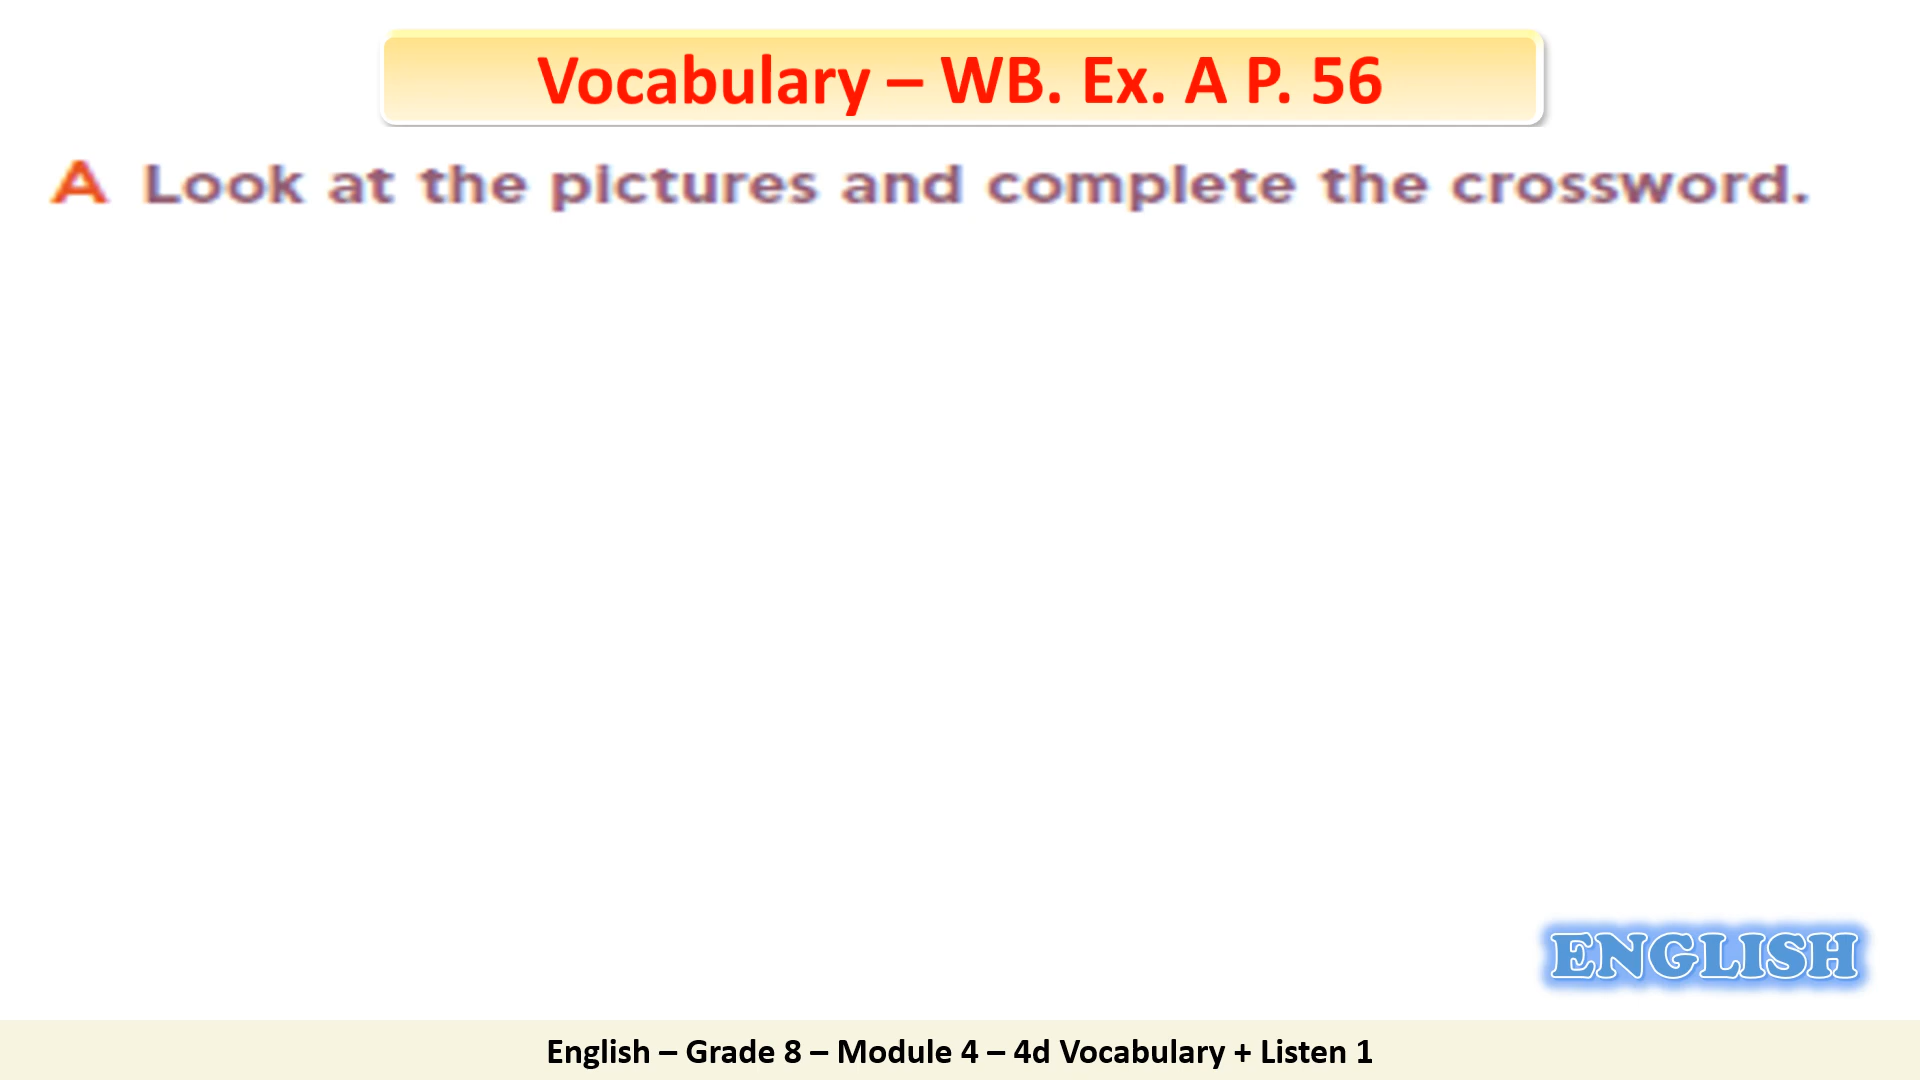 Vocabulary – WB. Ex. A P. 56
A Look at the pictures and complete the crossword.
ENGLISH
English – Grade 8 – Module 4 – 4d Vocabulary + Listen 1